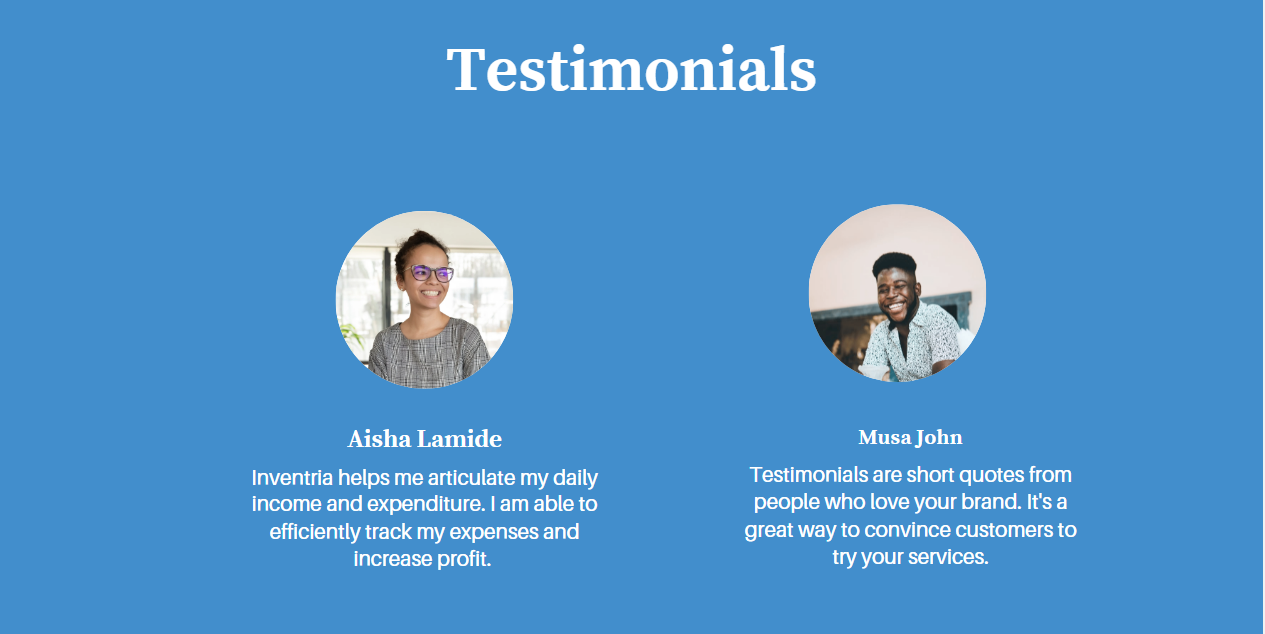 Testimonials
Aisha Lamide
Inventria helps me articulate my daily
income and expenditure. I am able to
efficiently track my expenses and
increase profit.
Musa John
Testimonials are short quotes from
people who love your brand. It's a
great way to convince customers to
try your services.